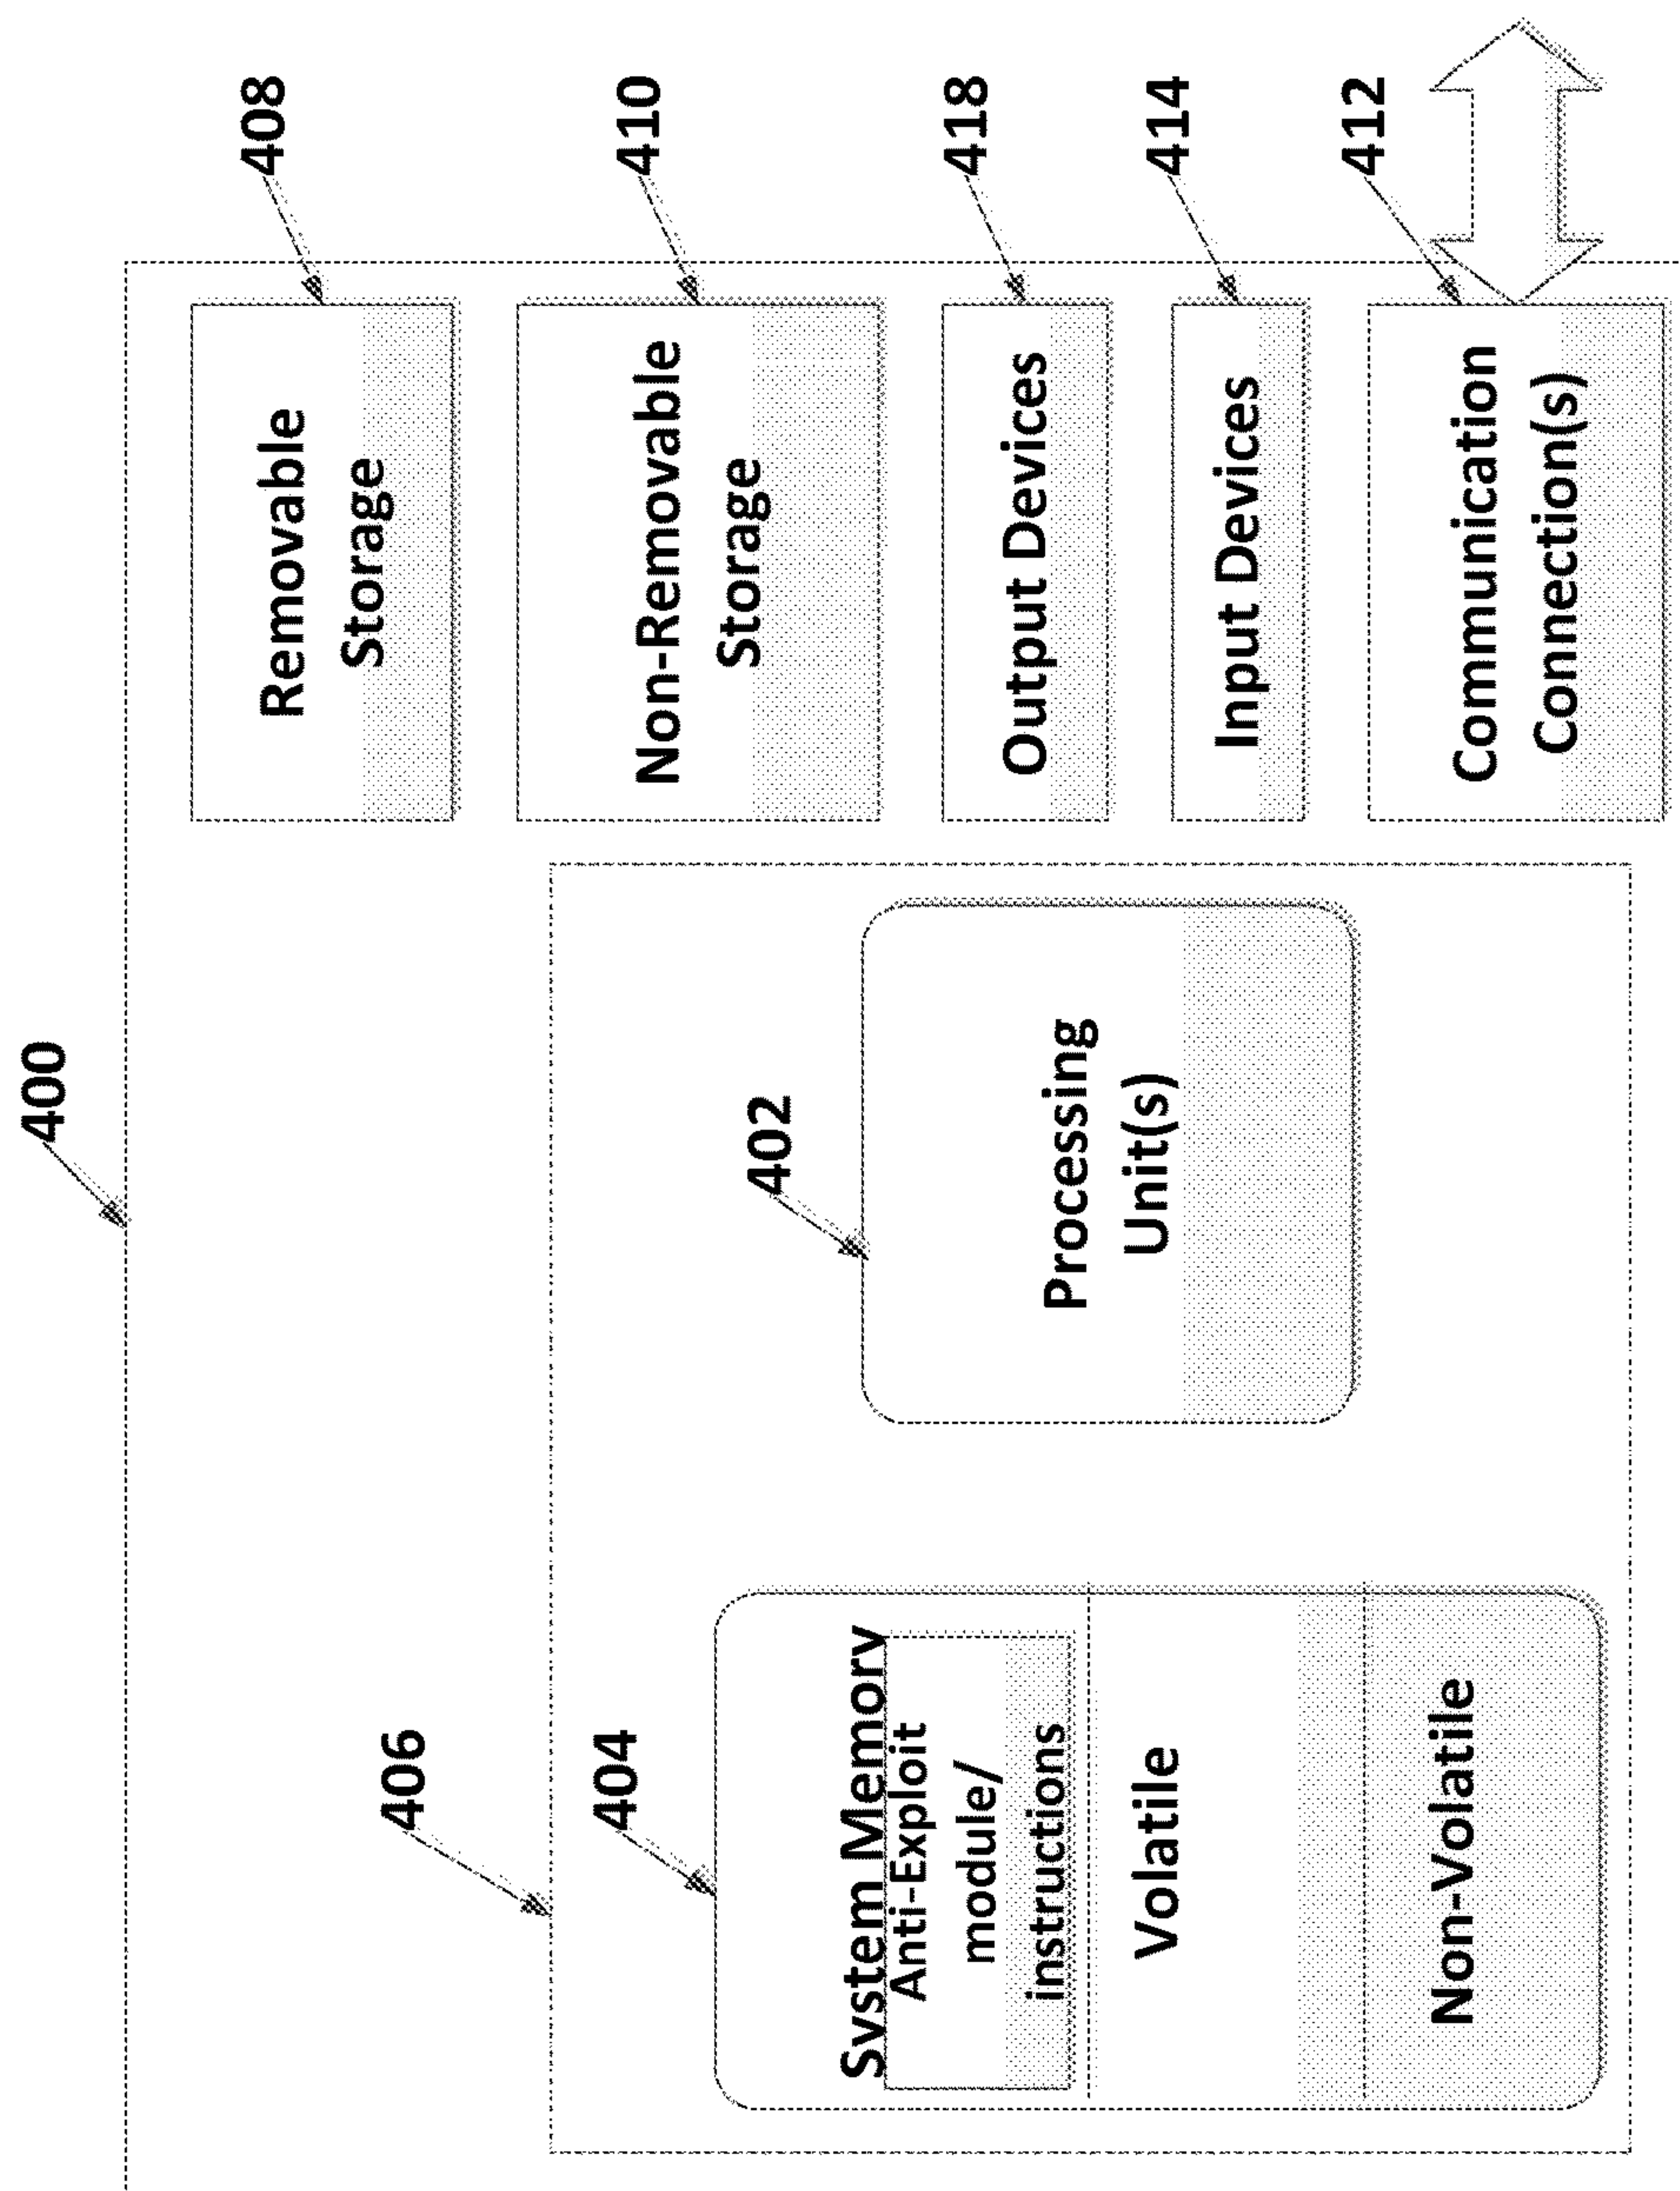 400
406
404
System Memory
Anti-Exploit
module/
instructions
Volatile
Non-Volatile
402
Processing
Unit(s)
408
Removable
Storage
410
Non-Removable
Storage
418
Output Devices
414
Input Devices
412
Communication
Connection(s)